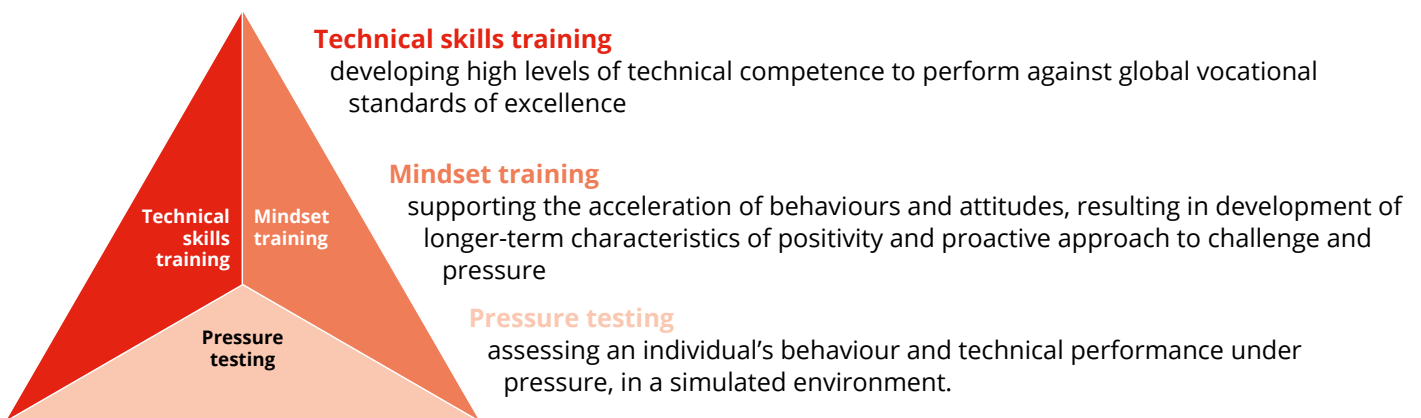 Technical skills training
developing high levels of technical competence to perform against global vocational
standards of excellence
Mindset training
supporting the acceleration of behaviours and attitudes, resulting in development of
longer-term characteristics of positivity and proactive approach to challenge and
pressure
Pressure testing
assessing an individual’s behaviour and technical performance under
pressure, in a simulated environment.
Technical
skills
training
Mindset
training
Pressure
testing